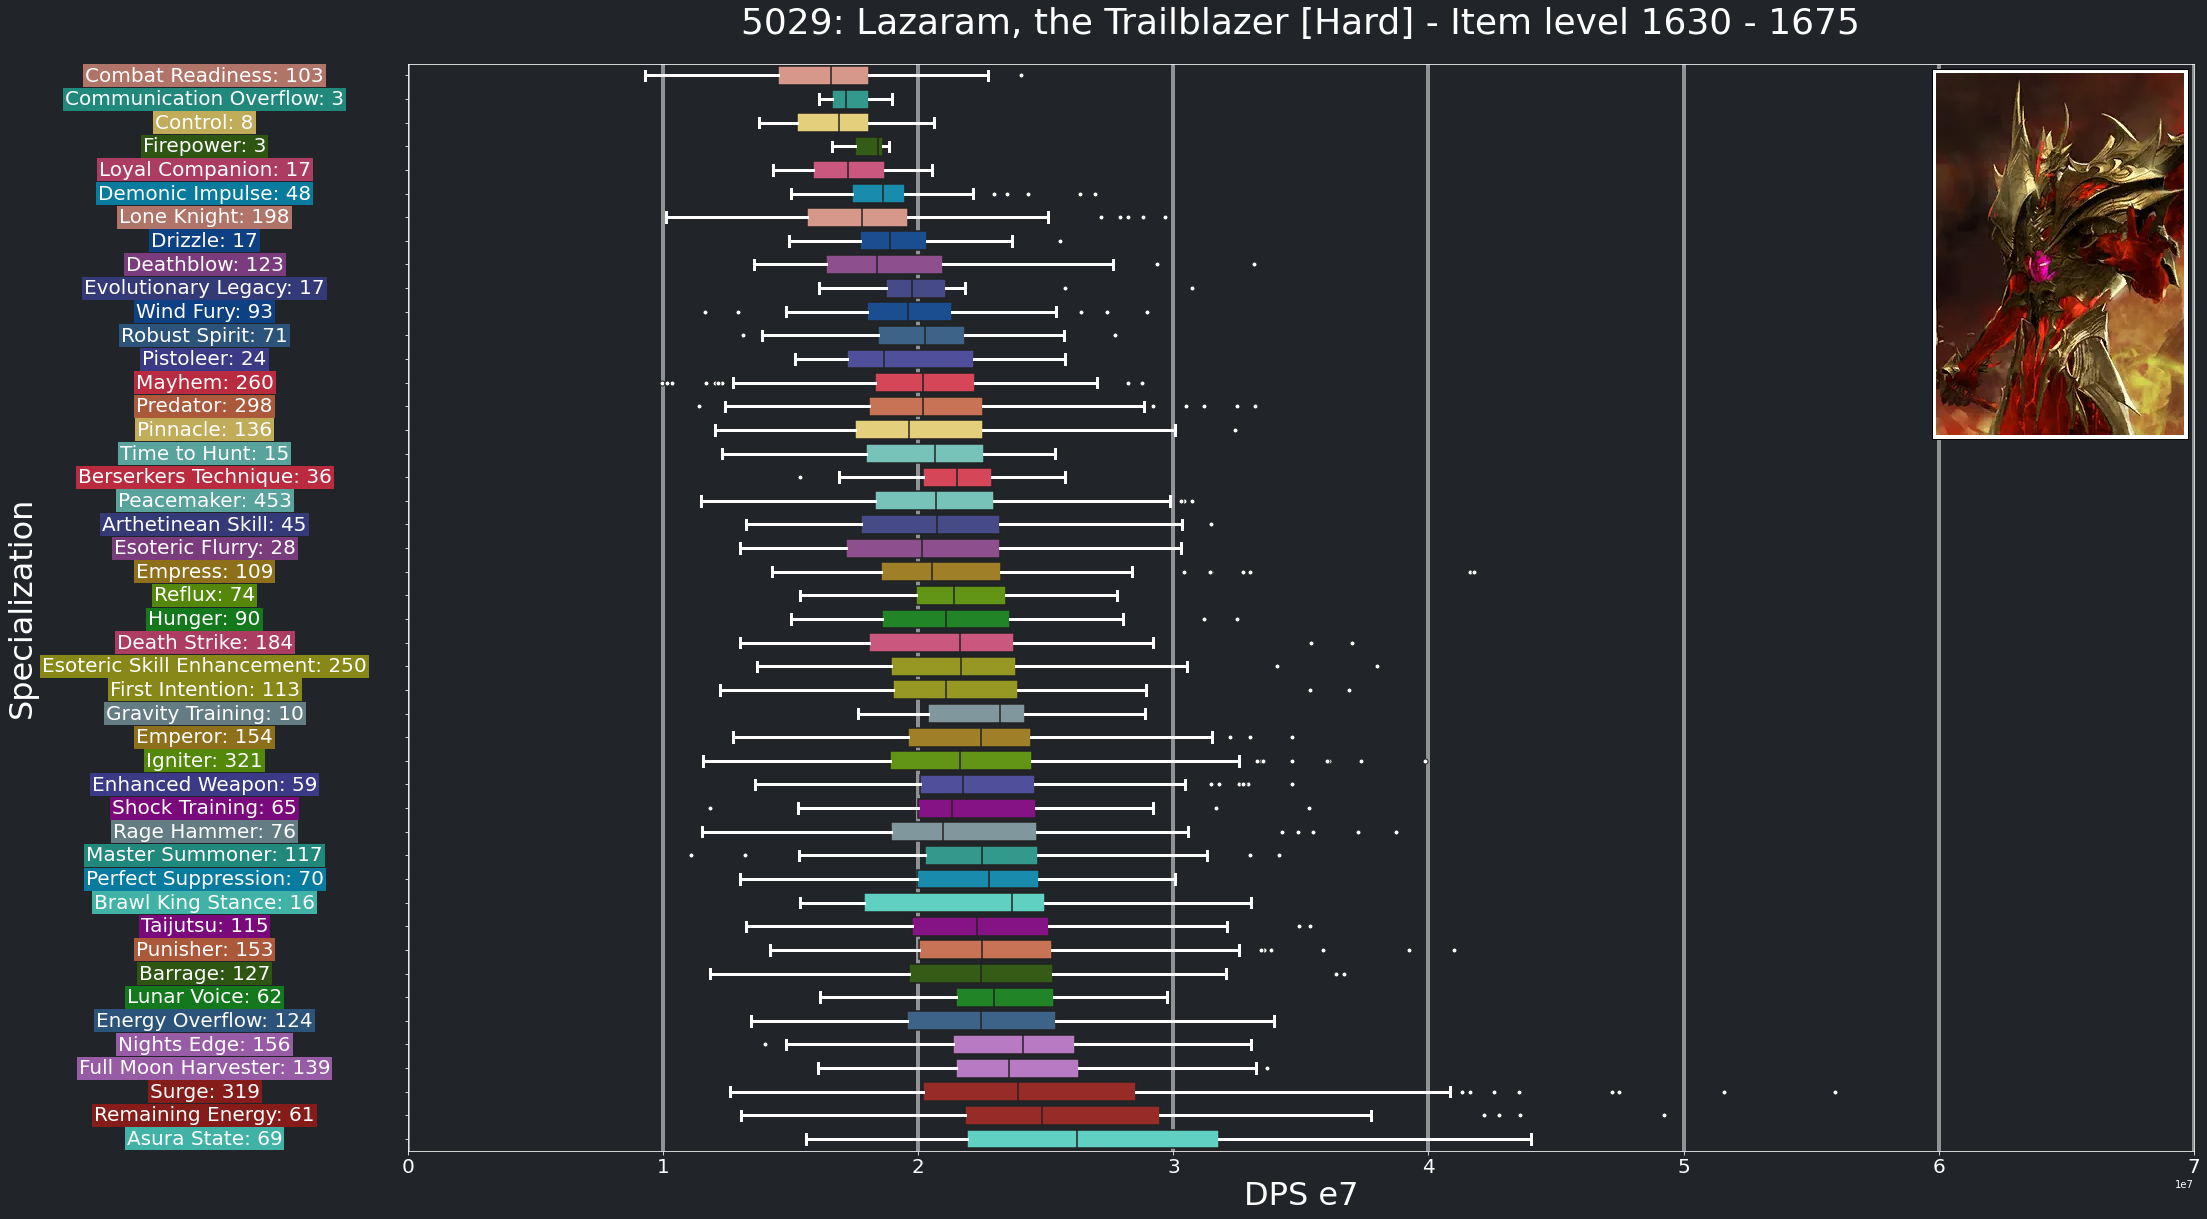 5029: Lazaram, the Trailblazer [Hard] - Item level 1630 - 1675
Specialization
Combat Readiness: 103
Communication Overflow: 3
Control: 8
Firepower: 3
Loyal Companion: 17
Demonic Impulse: 48
Lone Knight: 198
Drizzle: 17
Deathblow: 123
Evolutionary Legacy: 17
Wind Fury: 93
Robust Spirit: 71
Pistoleer: 24
Mayhem: 260
Predator: 298
Pinnacle: 136
Time to Hunt: 15
Berserkers Technique: 36
Peacemaker: 453
Arthetinean Skill: 45
Esoteric Flurry: 28
Empress: 109
Reflux: 74
Hunger: 90
Death Strike: 184
Esoteric Skill Enhancement: 250
First Intention: 113
Gravity Training: 10
Emperor: 154
Igniter: 321
Enhanced Weapon: 59
Shock Training: 65
Rage Hammer: 76
Master Summoner: 117
Perfect Suppression: 70
Brawl King Stance: 16
Taijutsu: 115
Punisher: 153
Barrage: 127
Lunar Voice: 62
Energy Overflow: 124
Nights Edge: 156
Full Moon Harvester: 139
Surge: 319
Remaining Energy: 61
Asura State: 69
0 1 2 3 4 5 6 7
1e7
DPS e7